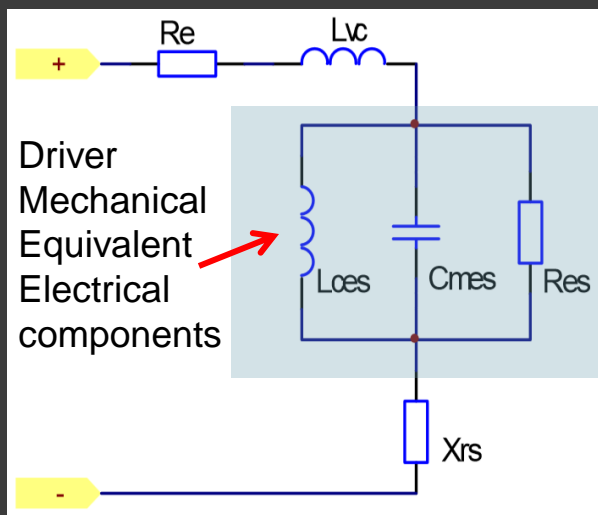 Re
Lvc
+
Driver
Mechanical
Equivalent
Electrical
components
Lces
Cmes
Res
Xrs
-